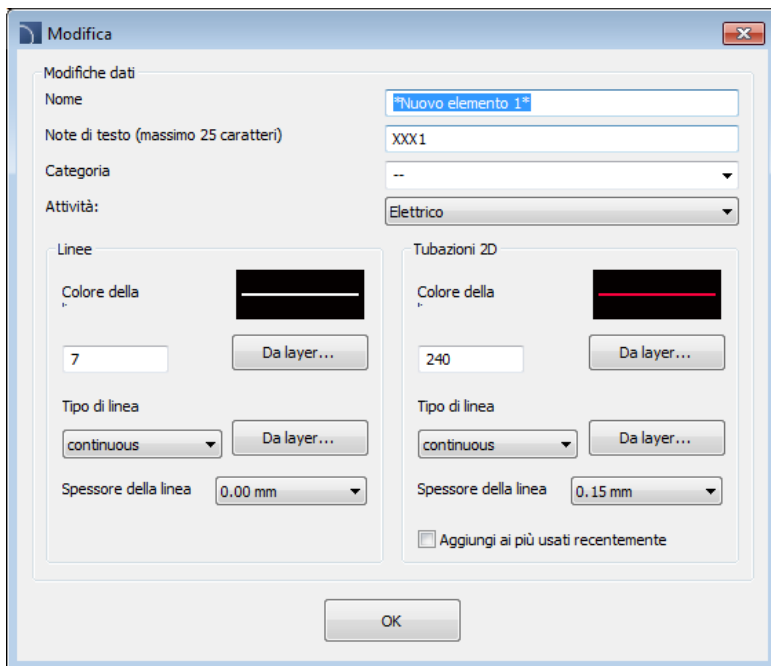 Modifica
Modifiche dati
Nome
*Nuovo elemento 1*
Note di testo (massimo 25 caratteri)
XXX1
Categoria
--
Attività:
Elettrico
Linee
Colore della
7
Da layer...
Tipo di linea
continuous
Da layer...
Spessore della linea
0.00 mm
Tubazioni 2D
Colore della
240
Da layer...
Tipo di linea
continuous
Da layer...
Spessore della linea
0.15 mm
Aggiungi ai più usati recentemente
OK